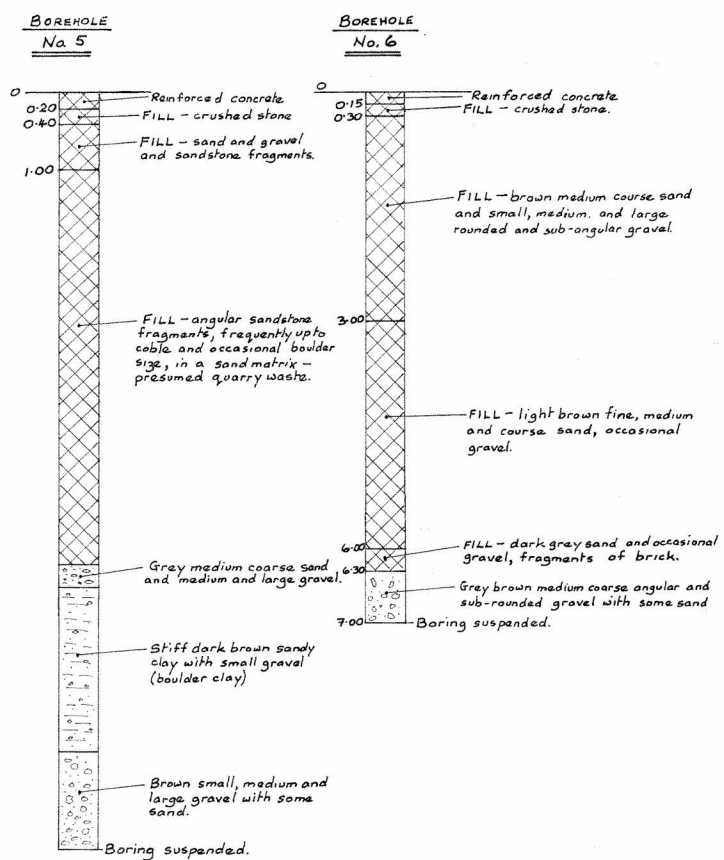 BOREHOLE
No. 5
0
Reinforced concrete
0.20
FILL - crushed stone
0.40
FILL - sand and gravel
and sandstone fragments.
1.00
FILL - angular sandstone
fragments, frequently upto
coble and occasional boulder
size, in a sand matrix -
presumed quarry waste.
Grey medium coarse sand
and medium and large gravel.
Stiff dark brown sandy
clay with small gravel
(boulder clay)
Brown small, medium and
large gravel with some
sand.
Boring suspended.
BOREHOLE
No. 6
0
Reinforced concrete
0.15
FILL - crushed stone.
0.30
FILL - brown medium course sand
and small, medium. and large
rounded and sub-angular gravel.
3.00
FILL - light brown fine, medium
and course sand, occasional
gravel.
6.00
FILL - dark grey sand and occasional
gravel, fragments of brick.
6.30
Grey brown medium coarse angular and
sub-rounded gravel with some sand
7.00
Boring suspended.